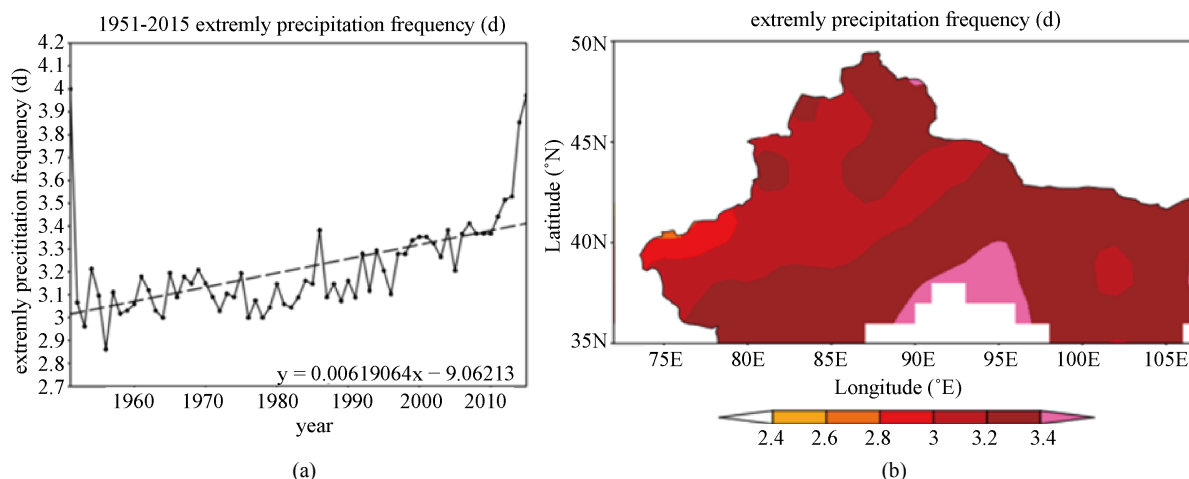 1951-2015 extremly precipitation frequency (d)
extremly precititation frequency (d)
4.2
4.1
4
3.9
3.8
3.7
3.6
3.5
3.4
3.3
3.2
3.1
3
2.9
2.8
2.7
y = 0.00619064x − 9.06213
1960 1970 1980 1990 2000 2010
year
(a)
extremly precipitation frequency (d)
Latitude (˚N)
50N
45N
40N
35N
75E 80E 85E 90E 95E 100E 105E
Longitude (˚E)
2.4 2.6 2.8 3 3.2 3.4
(b)